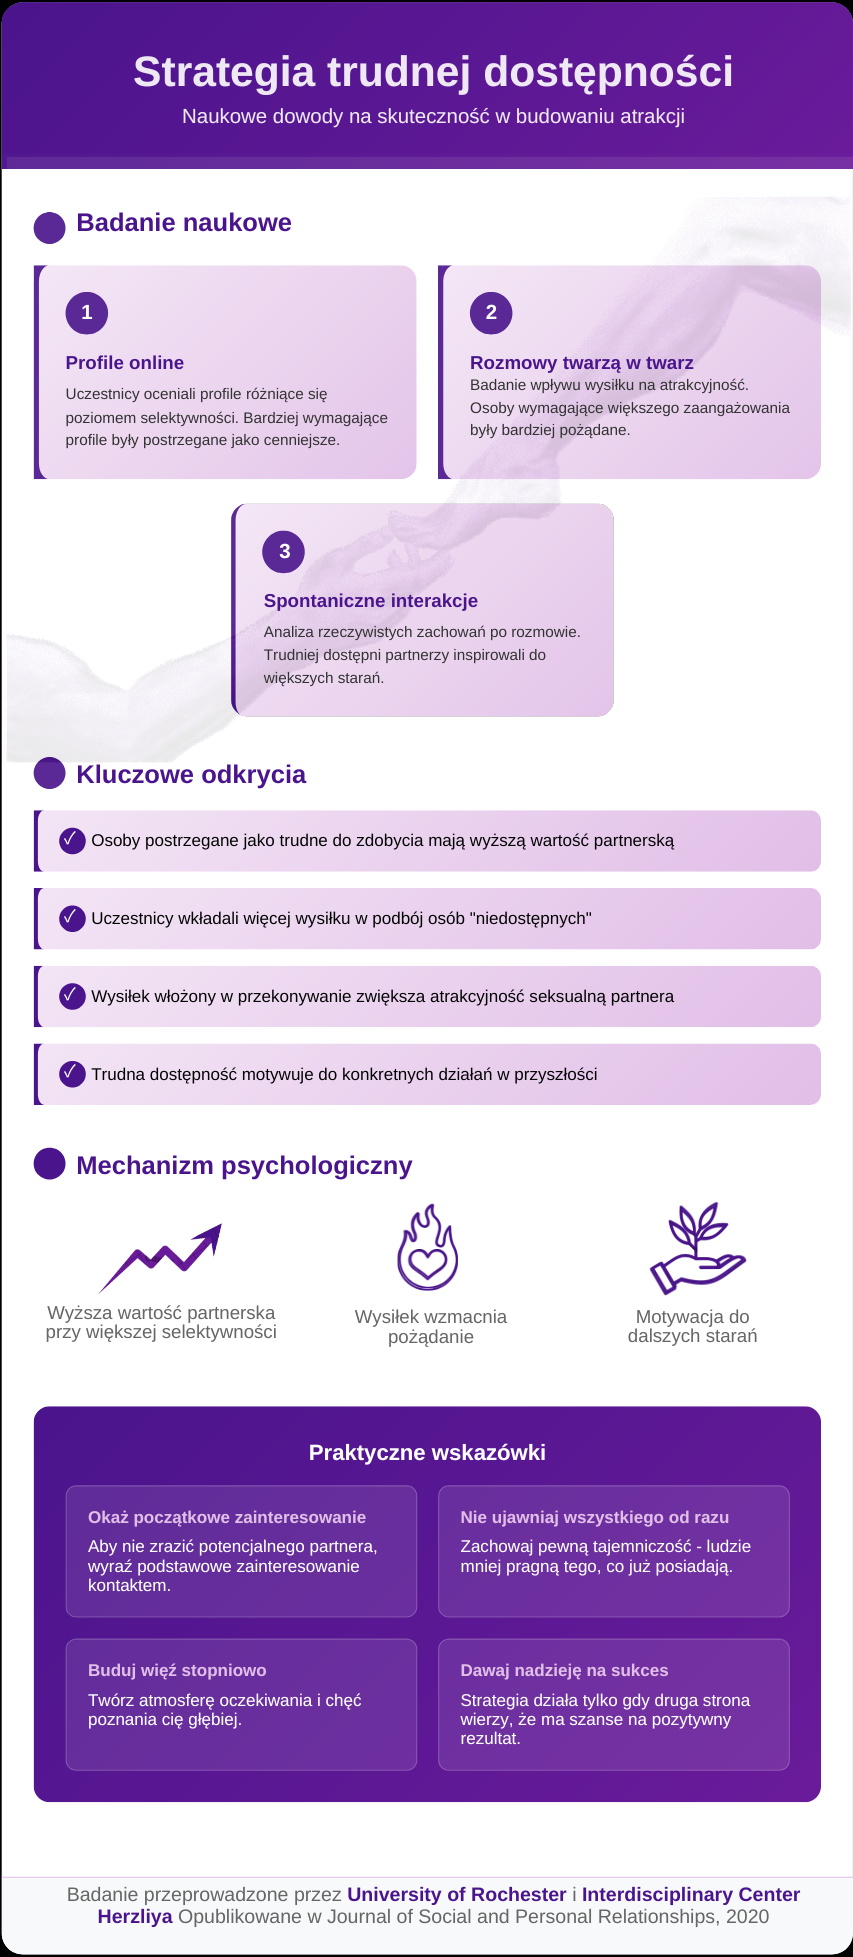 Strategia trudnej dostępności
Naukowe dowody na skuteczność w budowaniu atrakcji
Badanie naukowe
1
Profile online
Uczestnicy oceniali profile różniące się
poziomem selektywności. Bardziej wymagające
profile były postrzegane jako cenniejsze.
2
Rozmowy twarzą w twarz
Badanie wpływu wysiłku na atrakcyjność.
Osoby wymagające większego zaangażowania
były bardziej pożądane.
3
Spontaniczne interakcje
Analiza rzeczywistych zachowań po rozmowie.
Trudniej dostępni partnerzy inspirowali do
większych starań.
Kluczowe odkrycia
✓ Osoby postrzegane jako trudne do zdobycia mają wyższą wartość partnerską
✓ Uczestnicy wkładali więcej wysiłku w podbój osób "niedostępnych"
✓ Wysiłek włożony w przekonywanie zwiększa atrakcyjność seksualną partnera
✓ Trudna dostępność motywuje do konkretnych działań w przyszłości
Mechanizm psychologiczny
Wyższa wartość partnerska
przy większej selektywności
Wysiłek wzmacnia
pożądanie
Motywacja do
dalszych starań
Praktyczne wskazówki
Okaż początkowe zainteresowanie
Aby nie zrazić potencjalnego partnera,
wyraź podstawowe zainteresowanie
kontaktem.
Nie ujawniaj wszystkiego od razu
Zachowaj pewną tajemniczość - ludzie
mniej pragną tego, co już posiadają.
Buduj więź stopniowo
Twórz atmosferę oczekiwania i chęć
poznania cię głębiej.
Dawaj nadzieję na sukces
Strategia działa tylko gdy druga strona
wierzy, że ma szanse na pozytywny
rezultat.
Badanie przeprowadzone przez University of Rochester i Interdisciplinary Center
Herzliya Opublikowane w Journal of Social and Personal Relationships, 2020